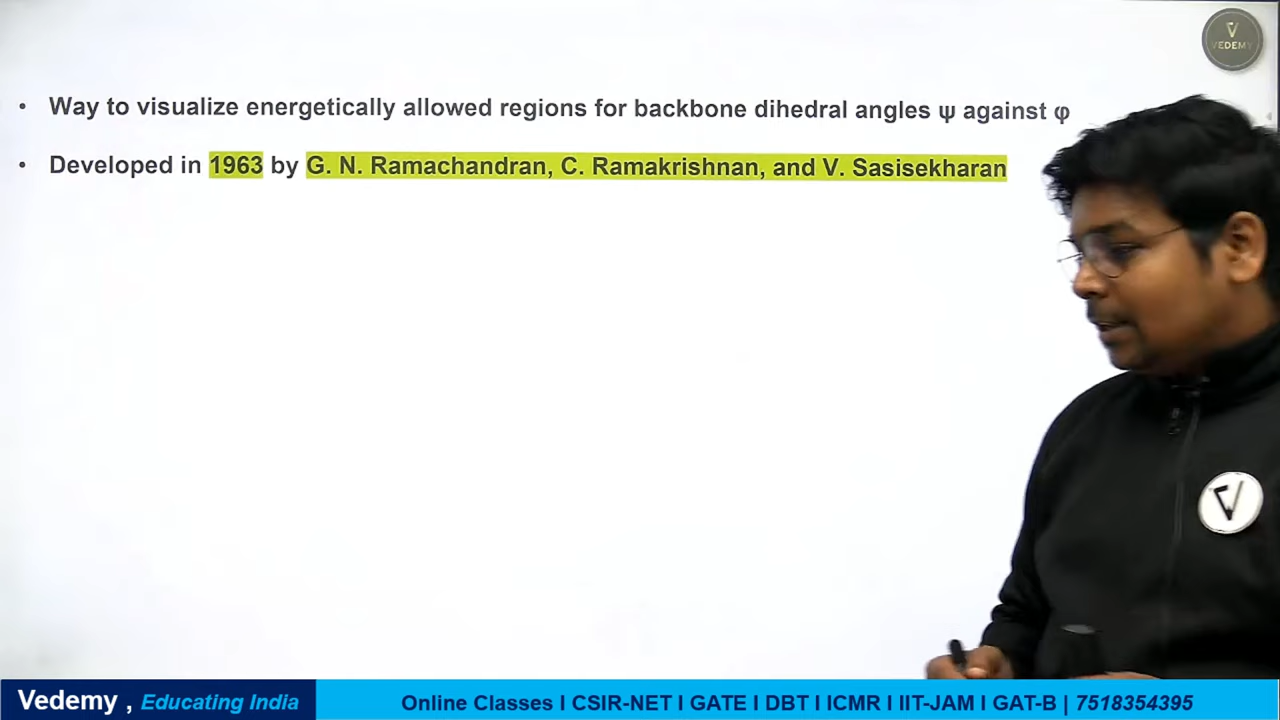 VEDEMY
• Way to visualize energetically allowed regions for backbone dihedral angles ψ against φ
• Developed in 1963 by G. N. Ramachandran, C. Ramakrishnan, and V. Sasisekharan
Vedemy , Educating India
Online Classes I CSIR-NET I GATE I DBT I ICMR I IIT-JAM I GAT-B | 7518354395